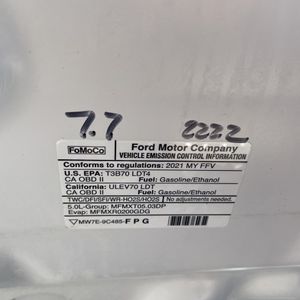 7.7 2222
FoMoCo Ford Motor Company
VEHICLE EMISSION CONTROL INFORMATION
Conforms to regulations: 2021 MY FFV
U.S. EPA: T3B70 LDT4
CA OBD II Fuel: Gasoline/Ethanol
California: ULEV70 LDT
CA OBD II Fuel: Gasoline/Ethanol
TWC/DFI/SFI/WR-HO2S/HO2S No adjustments needed.
5.0L-Group: MFMXT05.03DP
Evap: MFMXR0200GDG
MW7E-9C485-FPG